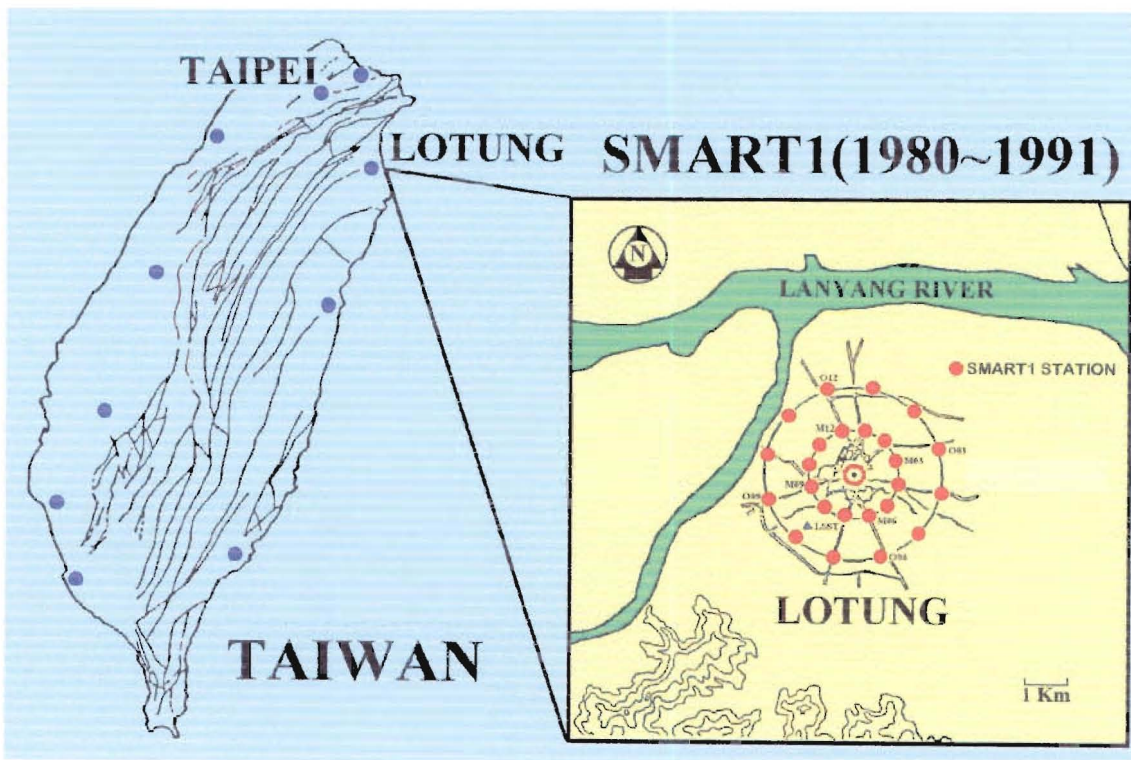 TAIPEI
LOTUNG
SMART1(1980~1991)
N
LANYANG RIVER
SMART1 STATION
O12
M12
M03
O03
M09
O09
LSST
M06
O06
LOTUNG
TAIWAN
1 Km